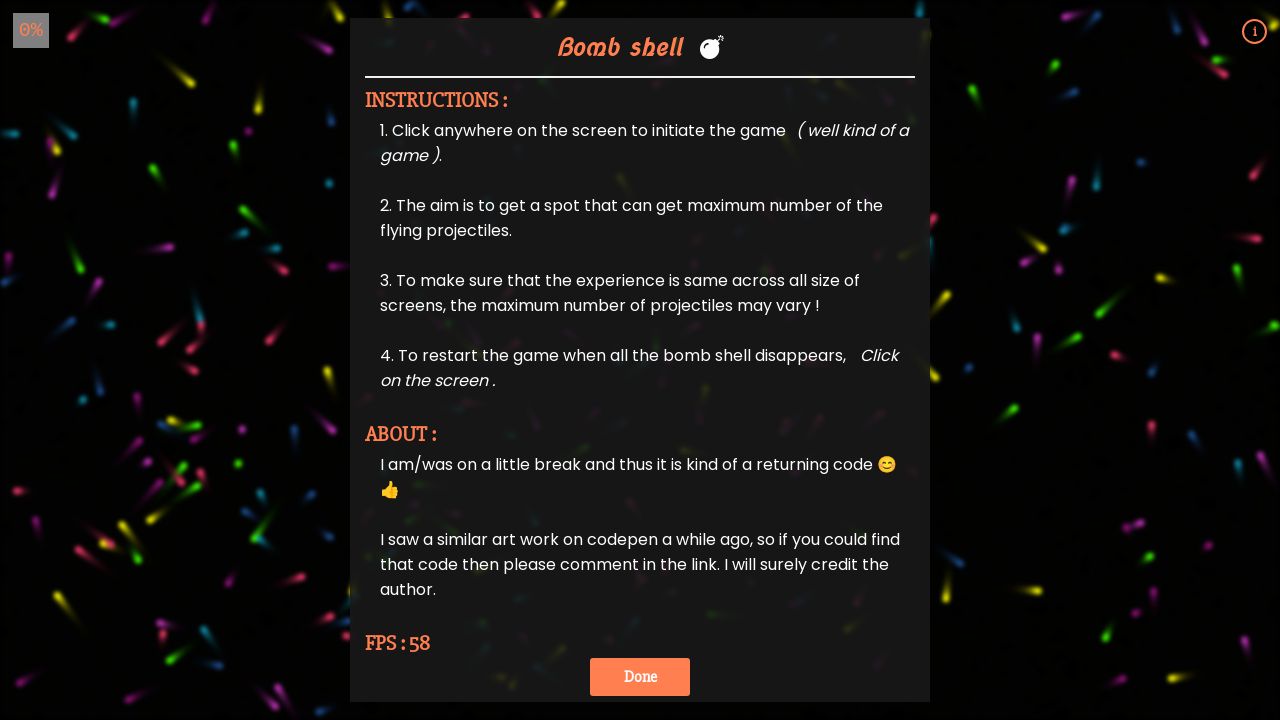 0%
i
Bomb shell 💣
INSTRUCTIONS :
1. Click anywhere on the screen to initiate the game ( well kind of a
game ).
2. The aim is to get a spot that can get maximum number of the
flying projectiles.
3. To make sure that the experience is same across all size of
screens, the maximum number of projectiles may vary !
4. To restart the game when all the bomb shell disappears, Click
on the screen .
ABOUT :
I am/was on a little break and thus it is kind of a returning code 😊
👍
I saw a similar art work on codepen a while ago, so if you could find
that code then please comment in the link. I will surely credit the
author.
FPS : 58
Done